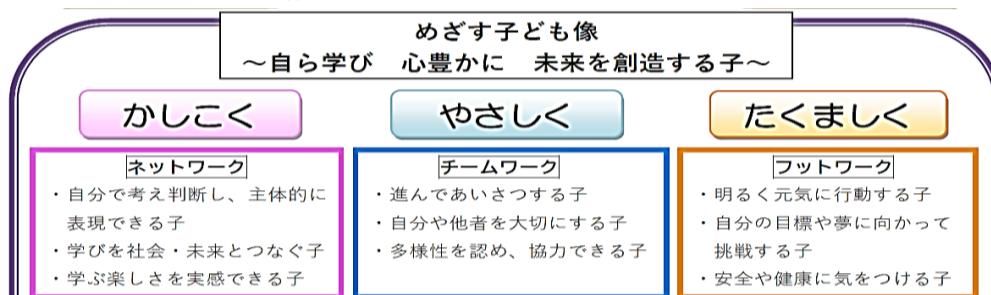 めざす子ども像
～自ら学び　心豊かに　未来を創造する子～
かしこく
ネットワーク
・自分で考え判断し、主体的に
表現できる子
・学びを社会・未来とつなぐ子
・学ぶ楽しさを実感できる子
やさしく
チームワーク
・進んであいさつする子
・自分や他者を大切にする子
・多様性を認め、協力できる子
たくましく
フットワーク
・明るく元気に行動する子
・自分の目標や夢に向かって
挑戦する子
・安全や健康に気をつける子